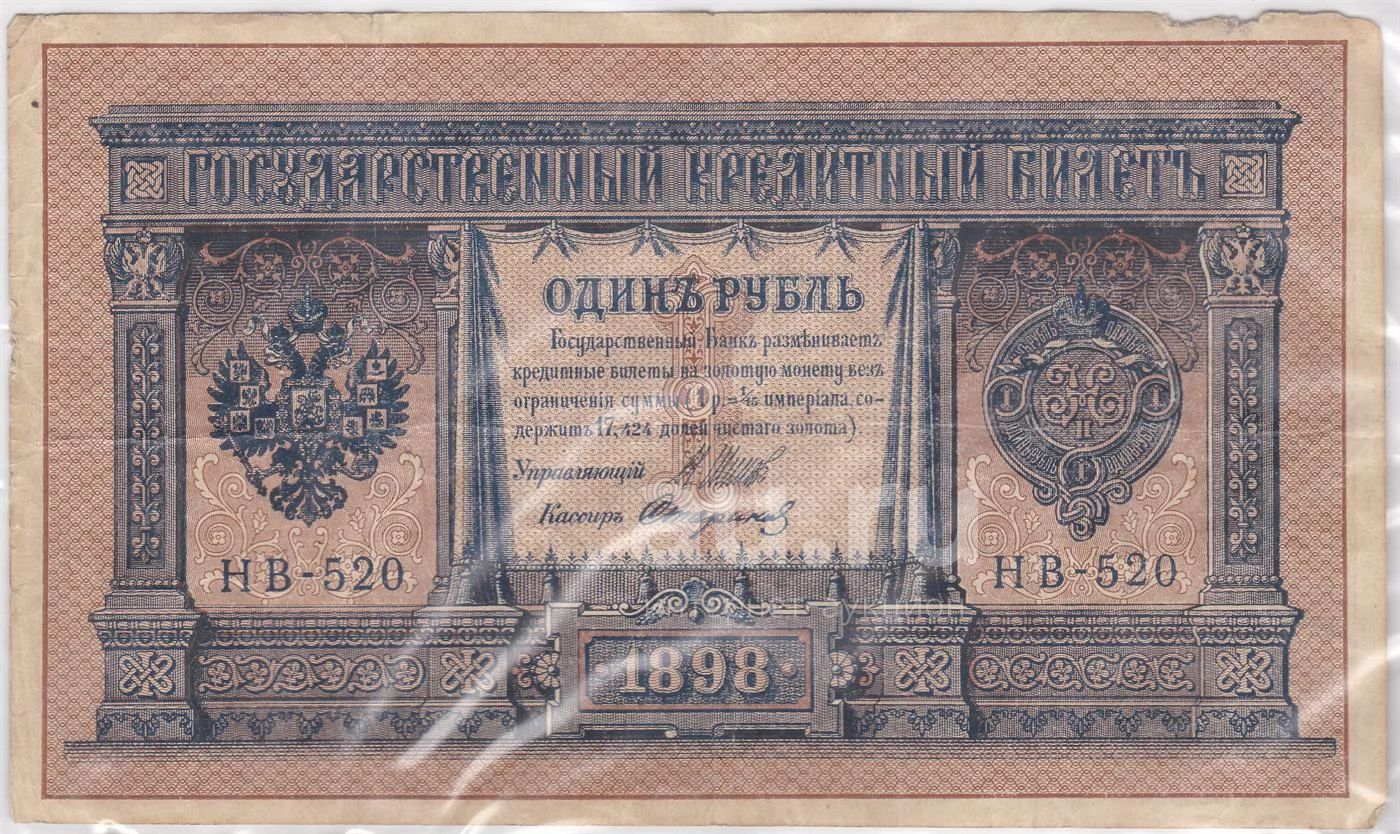 ГОСУДАРСТВЕННЫЙ КРЕДИТНЫЙ БИЛЕТЪ
ОДИНЪ РУБЛЬ
Государственный Банкъ размѣниваетъ
кредитные билеты на золотую монету безъ
ограниченія суммы (1 р.= 1/15 имперіала, со-
держитъ 17,424 долей чистаго золота).
Управляющій
Кассиръ
НВ-520
НВ-520
1898